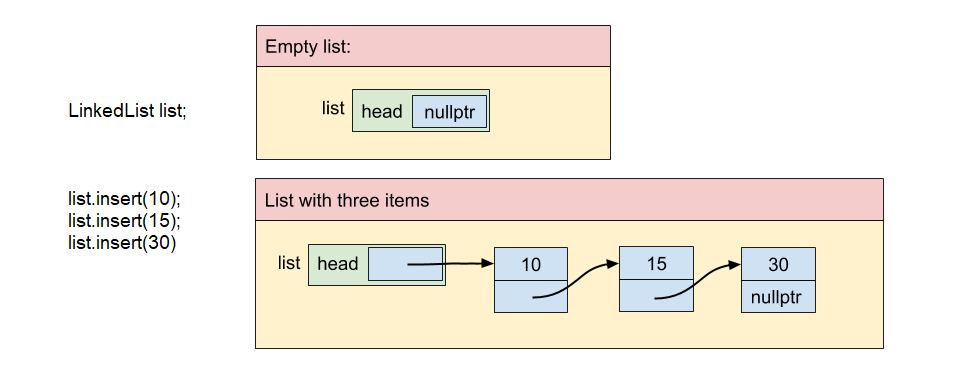 Empty list:
LinkedList list;
list
head
nullptr
list.insert(10);
list.insert(15);
list.insert(30)
List with three items
list
head
10
15
30
nullptr